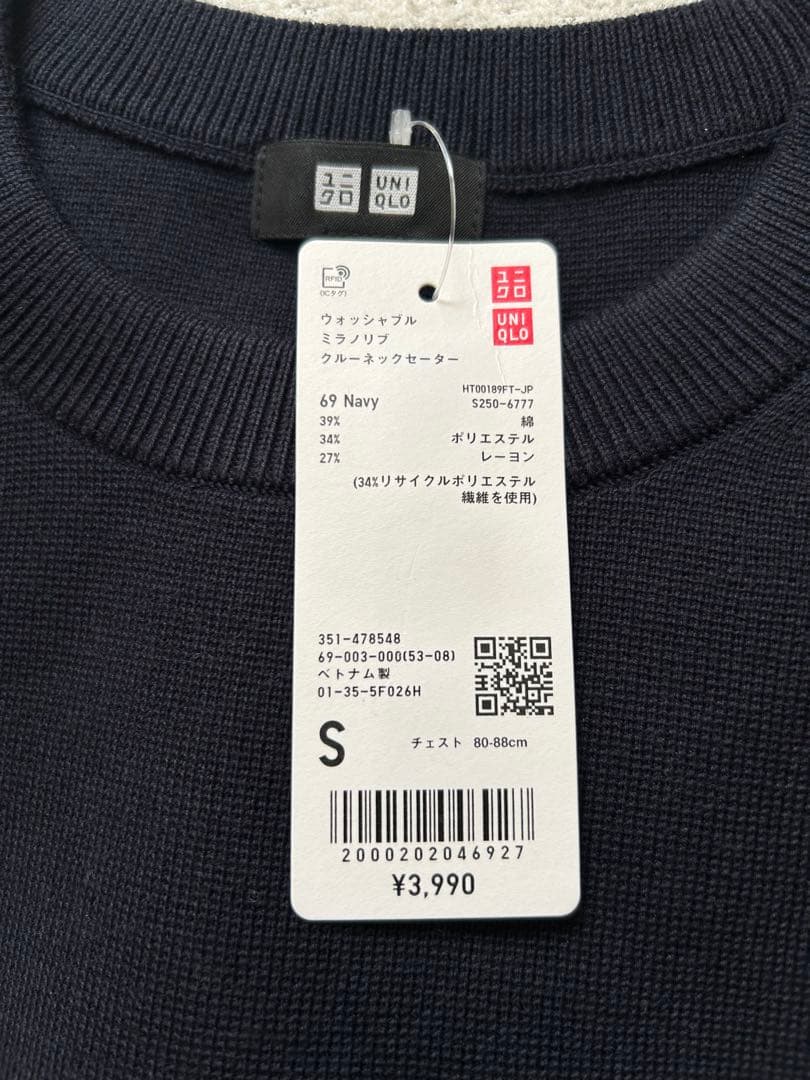 ユニ
クロ
UNI
QLO
RFID
(ICタグ)
ユニ
クロ
UNI
QLO
ウォッシャブル
ミラノリブ
クルーネックセーター
HT00189FT-JP
69 Navy
S250-6777
39% 綿
34% ポリエステル
27% レーヨン
(34%リサイクルポリエステル
繊維を使用)
351-478548
69-003-000(53-08)
ベトナム製
01-35-5F026H
S チェスト 80-88cm
2000202046927
¥3,990